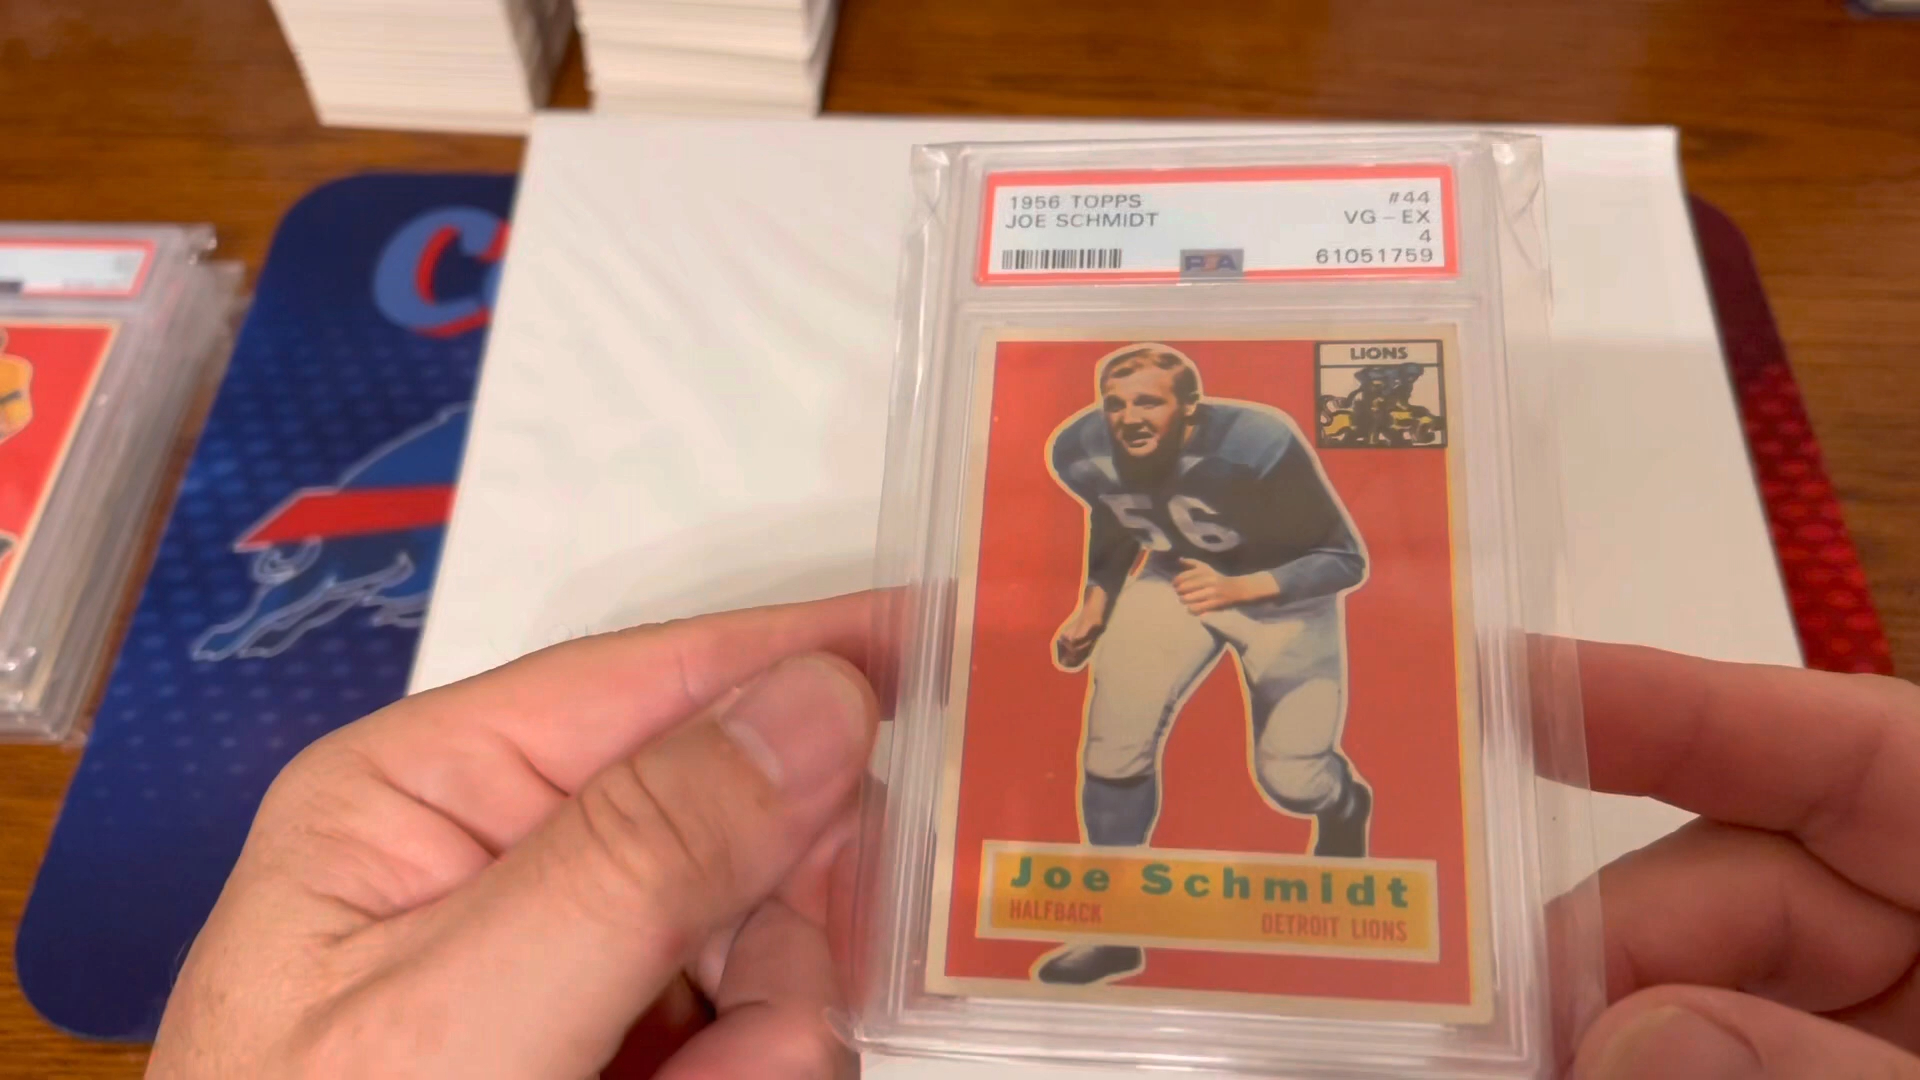 1956 TOPPS #44
JOE SCHMIDT VG - EX
4
61051759
PSA
LIONS
56
Joe Schmidt
HALFBACK DETROIT LIONS